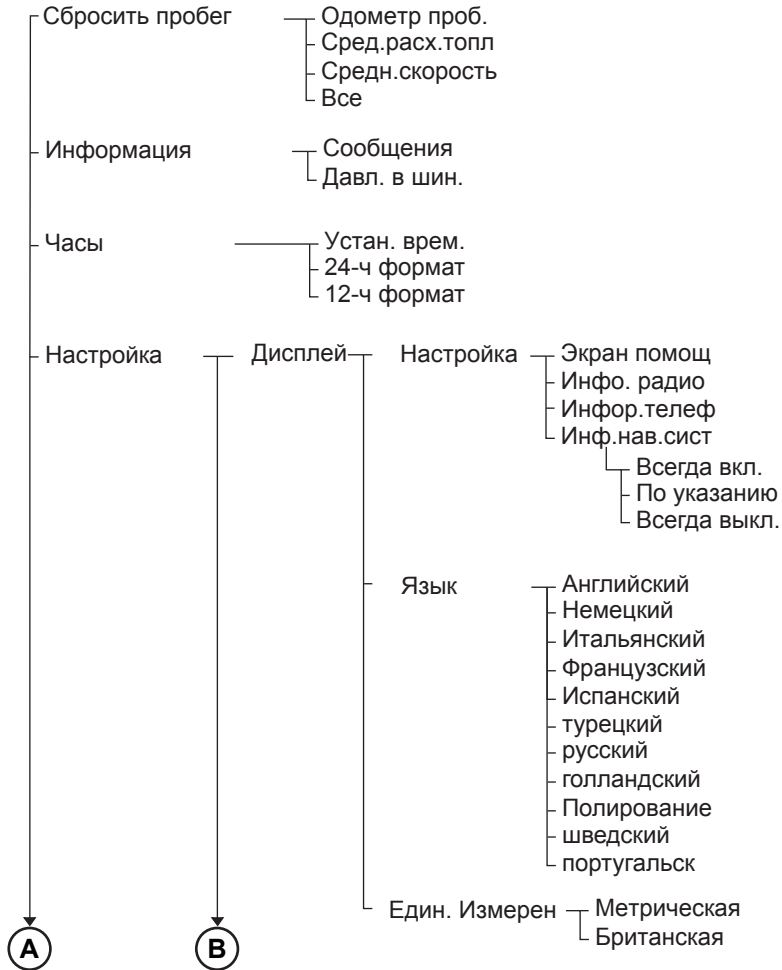 Сбросить пробег
Одометр проб.
Сред.расх.топл
Средн.скорость
Все
Информация
Сообщения
Давл. в шин.
Часы
Устан. врем.
24-ч формат
12-ч формат
Настройка
Дисплей
Настройка
Экран помощ
Инфо. радио
Инфор.телеф
Инф.нав.сист
Всегда вкл.
По указанию
Всегда выкл.
Язык
Английский
Немецкий
Итальянский
Французский
Испанский
турецкий
русский
голландский
Полирование
шведский
португальск
Един. Измерен
Метрическая
Британская
A
B